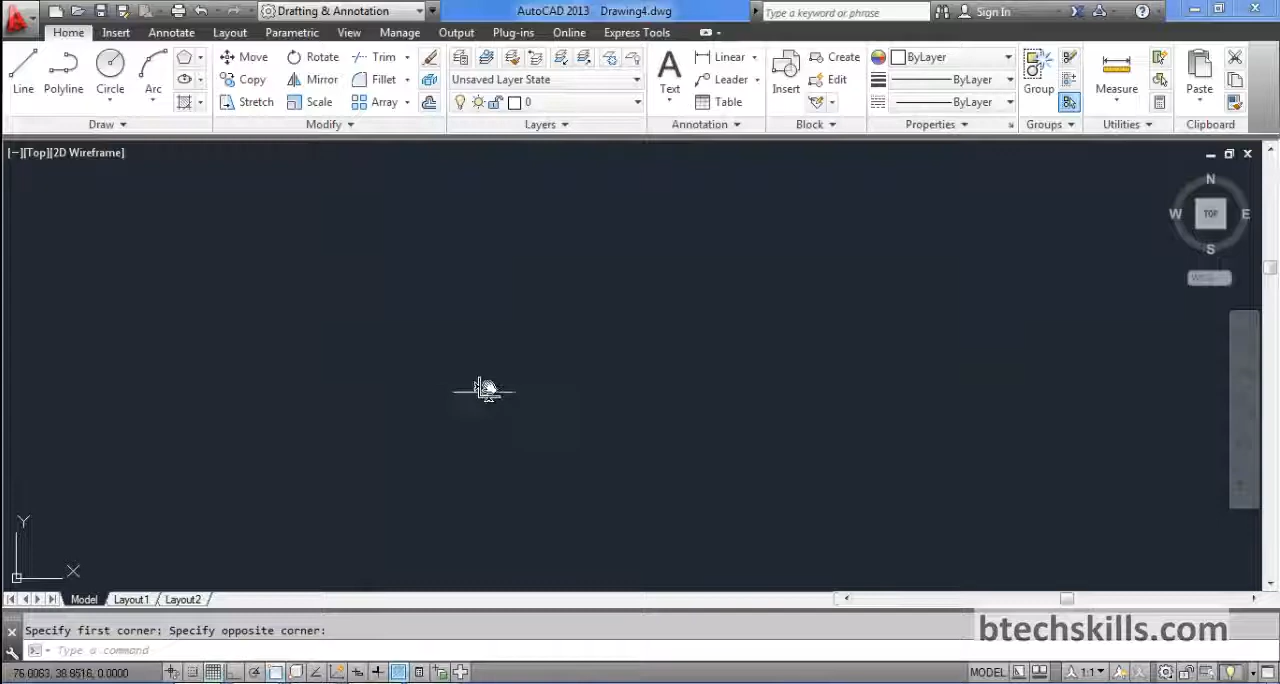 Drafting & Annotation
AutoCAD 2013 Drawing4.dwg
Type a keyword or phrase
Sign In
Home Insert Annotate Layout Parametric View Manage Output Plug-ins Online Express Tools
Line Polyline Circle Arc
Move Rotate Trim
Copy Mirror Fillet
Stretch Scale Array
Unsaved Layer State
0
Text
Linear
Leader
Table
Insert
Create
Edit
ByLayer
ByLayer
ByLayer
Group
Measure
Paste
Draw Modify Layers Annotation Block Properties Groups Utilities Clipboard
[−][Top][2D Wireframe]
N
W TOP E
S
Y
X
Model Layout1 Layout2
Specify first corner: Specify opposite corner:
Type a command
btechskills.com
76.0063, 38.8516, 0.0000
MODEL
1:1